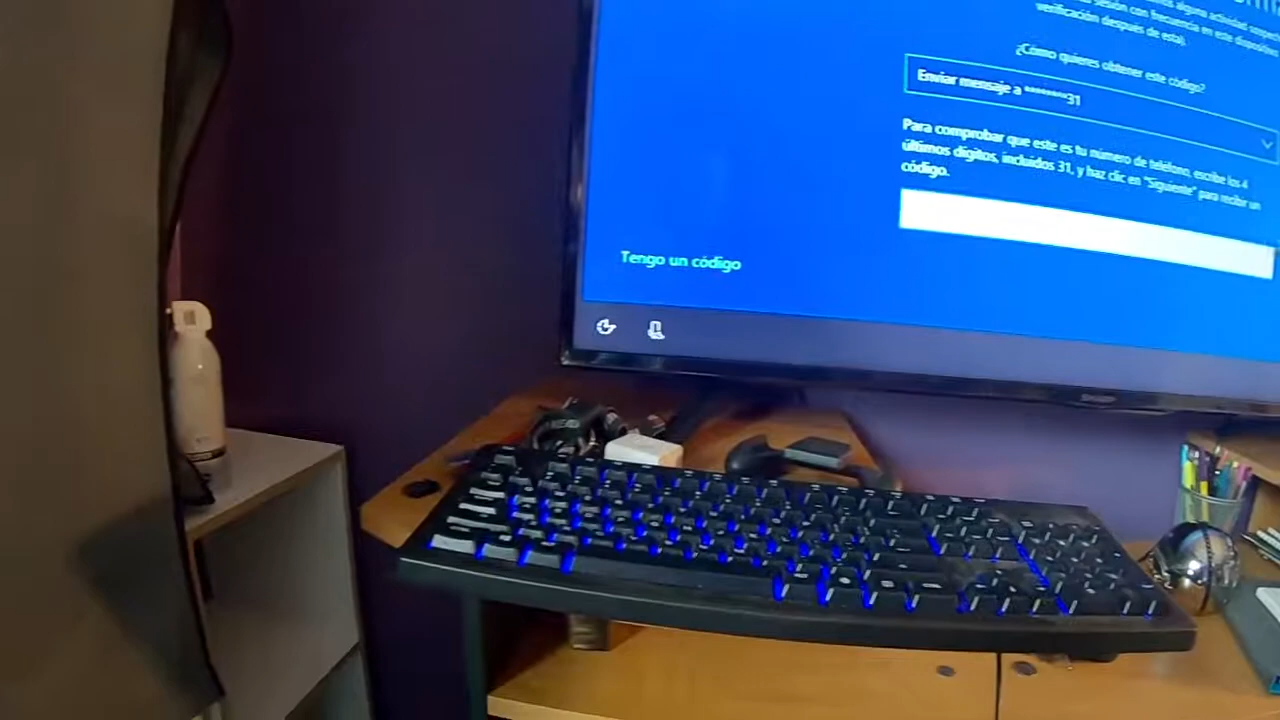 alguna actividad
sesión con frecuencia en este dispositivo
verificación después de esta).
¿Cómo quieres obtener este código?
Enviar mensaje a ********31
Para comprobar que este es tu número de teléfono, escribe los 4
últimos dígitos, incluidos 31, y haz clic en "Siguiente" para recibir un
código.
Tengo un código